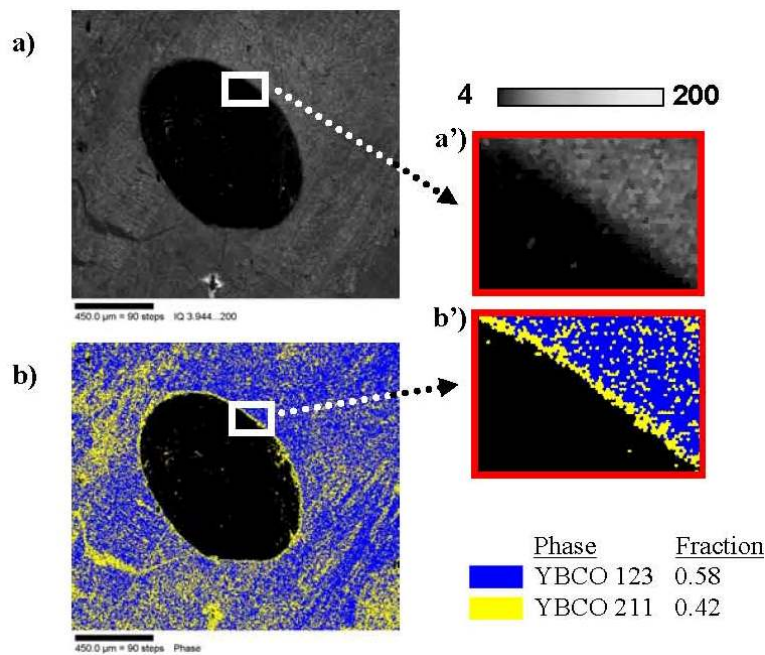 a)
4 200
a')
450.0 μm = 90 steps IQ 3.944...200
b')
b)
Phase Fraction
YBCO 123 0.58
YBCO 211 0.42
450.0 μm = 90 steps Phase